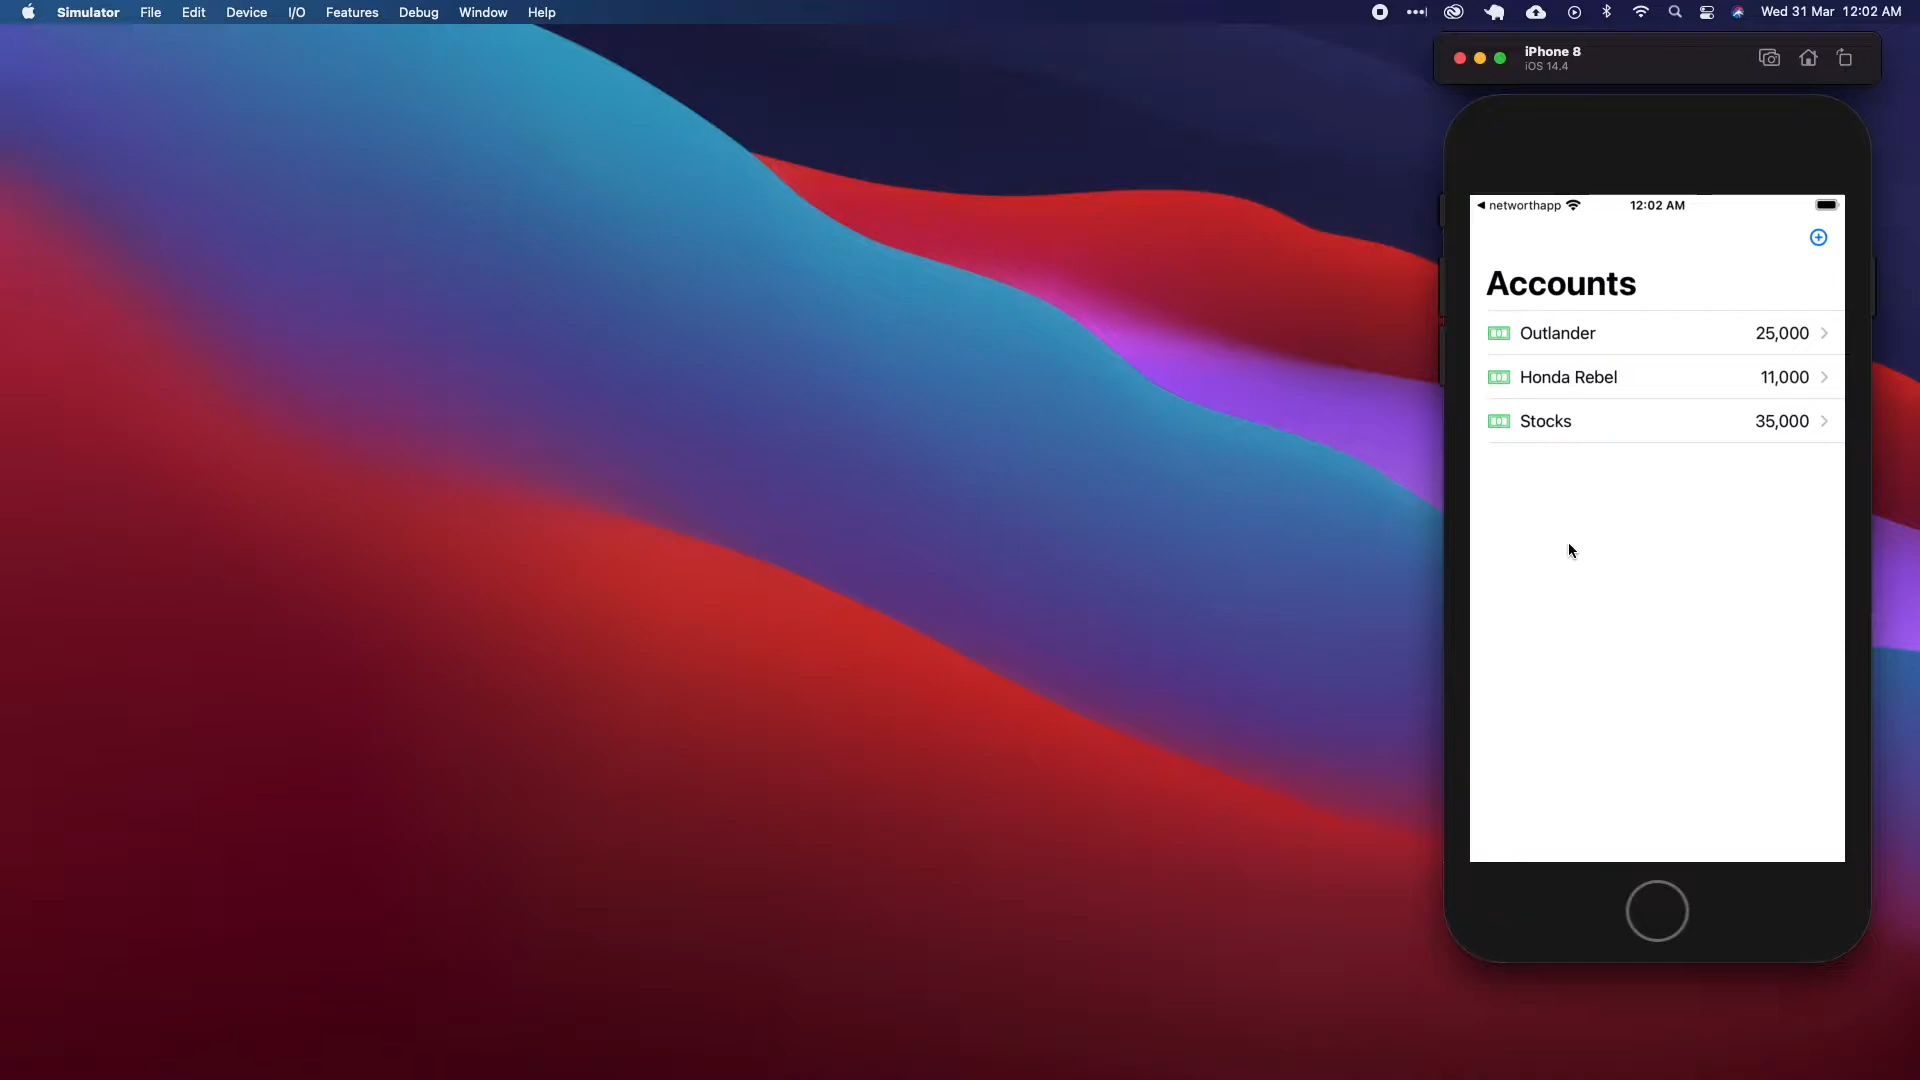 Simulator File Edit Device I/O Features Debug Window Help Wed 31 Mar 12:02 AM
iPhone 8
iOS 14.4
networthapp 12:02 AM
Accounts
Outlander 25,000
Honda Rebel 11,000
Stocks 35,000